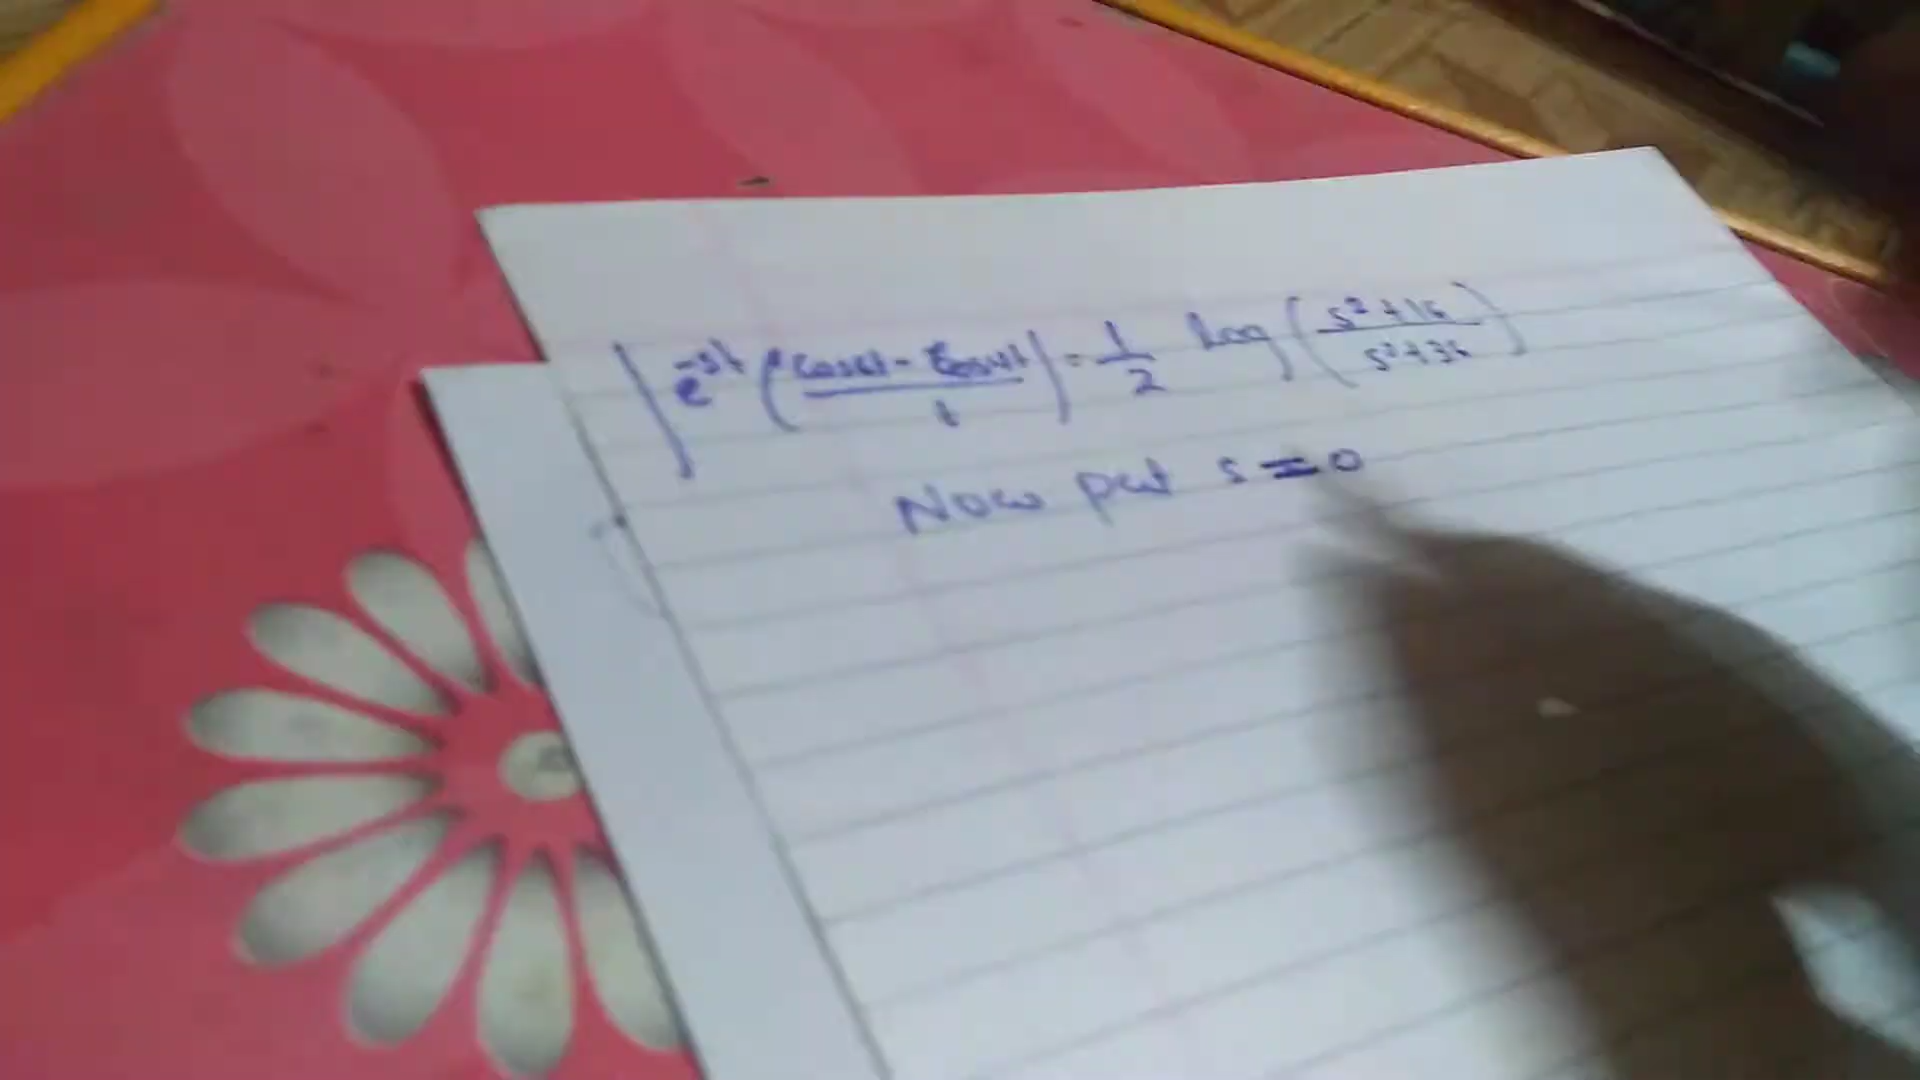 ∫ e^-st (cos6t - cos4t / t) = 1/2 log (s²+16 / s²+36)
Now put s = 0